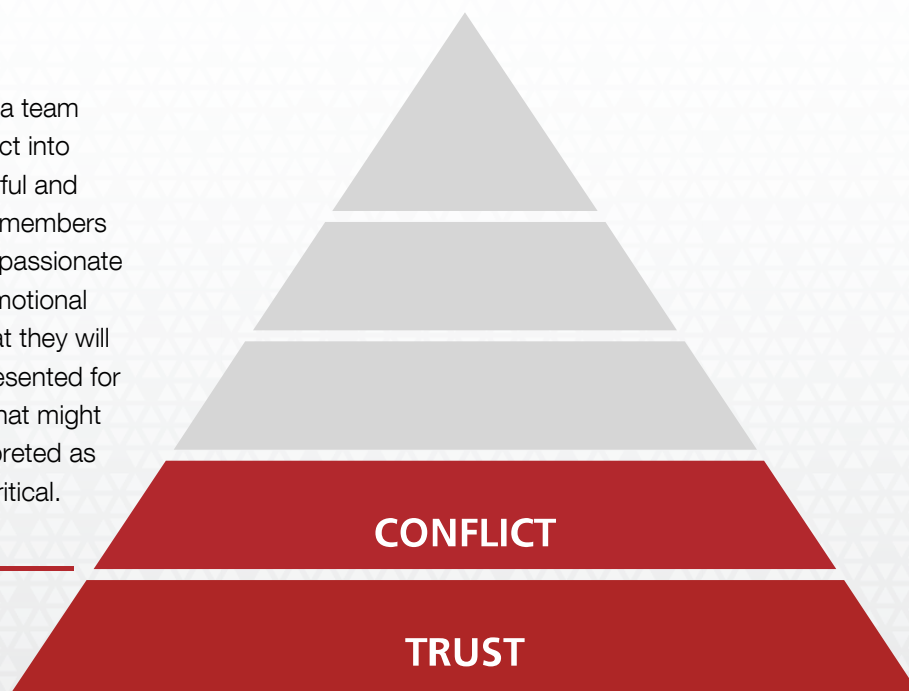 a team
ct into
ful and
members
passionate
motional
at they will
esented for
hat might
reted as
ritical.
CONFLICT
TRUST